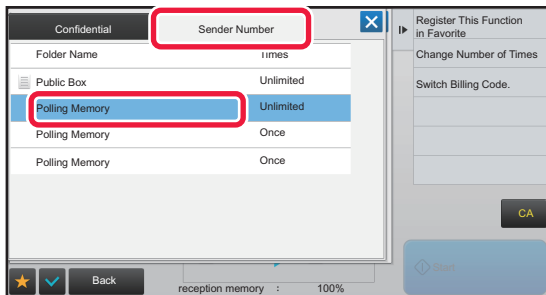 Confidential
Sender Number
Folder Name
Times
Public Box
Unlimited
Polling Memory
Unlimited
Polling Memory
Once
Polling Memory
Once
Back
reception memory : 100%
Register This Function
in Favorite
Change Number of Times
Switch Billing Code.
CA
Start